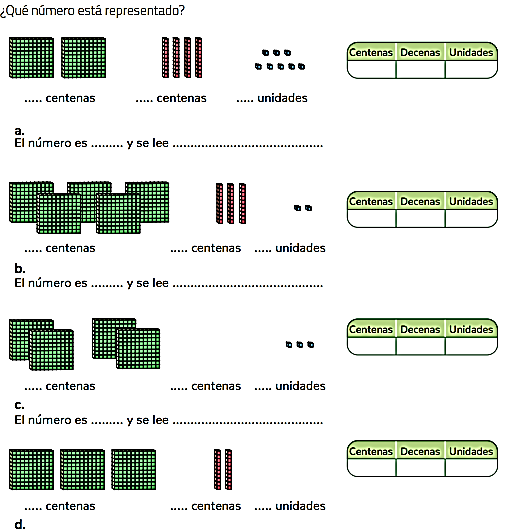 ¿Qué número está representado?
Centenas Decenas Unidades
..... centenas ..... centenas ..... unidades
a.
El número es ......... y se lee ..........................................
Centenas Decenas Unidades
..... centenas ..... centenas ..... unidades
b.
El número es ......... y se lee ..........................................
Centenas Decenas Unidades
..... centenas ..... centenas ..... unidades
c.
El número es ......... y se lee ..........................................
Centenas Decenas Unidades
..... centenas ..... centenas ..... unidades
d.